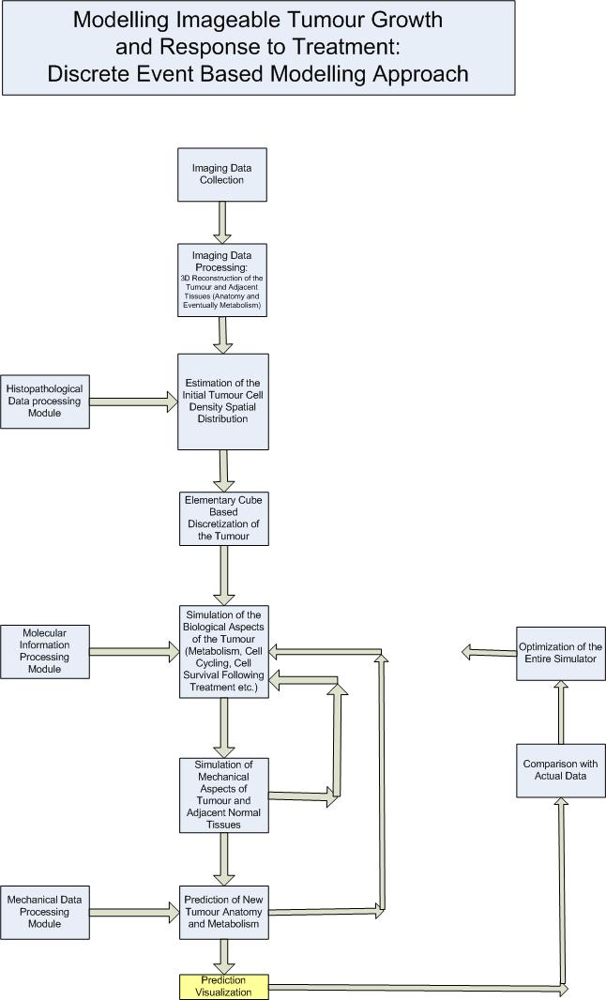 Modelling Imageable Tumour Growth
and Response to Treatment:
Discrete Event Based Modelling Approach
Imaging Data
Collection
Imaging Data
Processing:
3D Reconstruction of the
Tumour and Adjacent
Tissues (Anatomy and
Eventually Metabolism)
Histopathological
Data processing
Module
Estimation of the
Initial Tumour Cell
Density Spatial
Distribution
Elementary Cube
Based
Discretization of
the Tumour
Molecular
Information
Processing
Module
Simulation of the
Biological Aspects
of the Tumour
(Metabolism, Cell
Cycling, Cell
Survival Following
Treatment etc.)
Optimization of the
Entire Simulator
Simulation of
Mechanical
Aspects of
Tumour and
Adjacent Normal
Tissues
Comparison with
Actual Data
Mechanical Data
Processing
Module
Prediction of New
Tumour Anatomy
and Metabolism
Prediction
Visualization